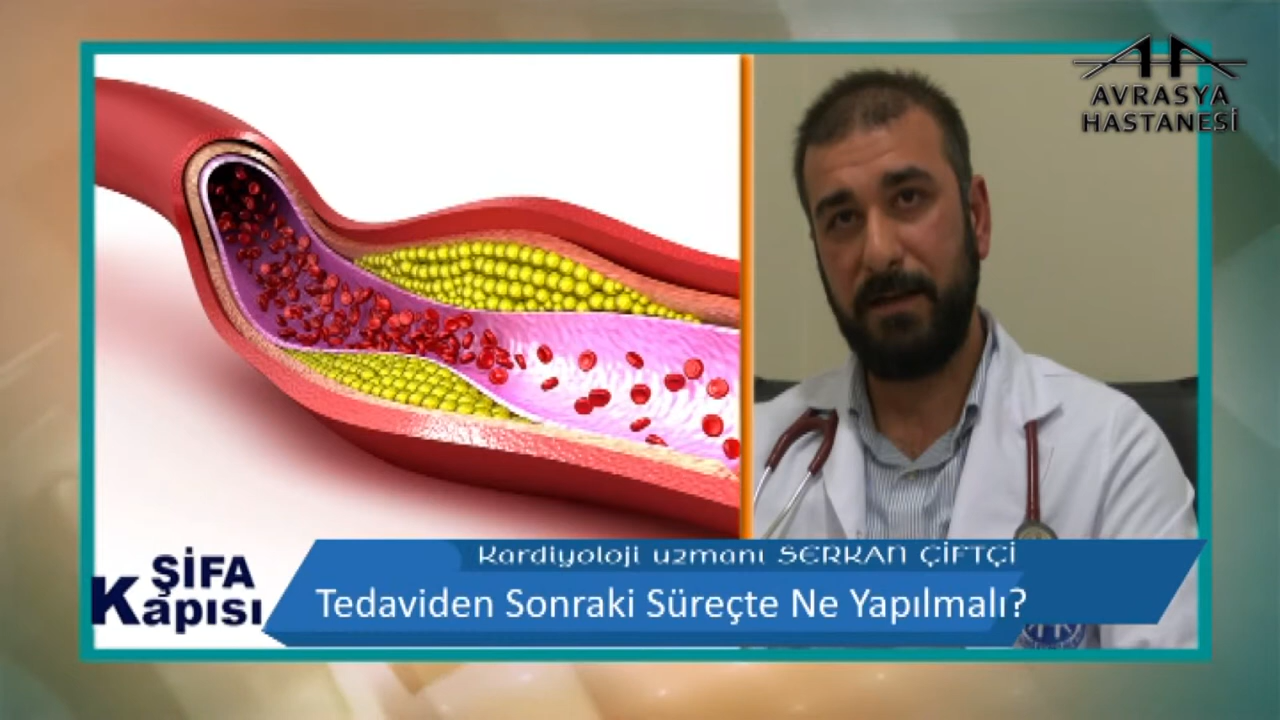 AVRASYA
HASTANESİ
Kardiyoloji uzmanı SERKAN ÇİFTÇİ
Tedaviden Sonraki Süreçte Ne Yapılmalı?
ŞİFA
Kapısı